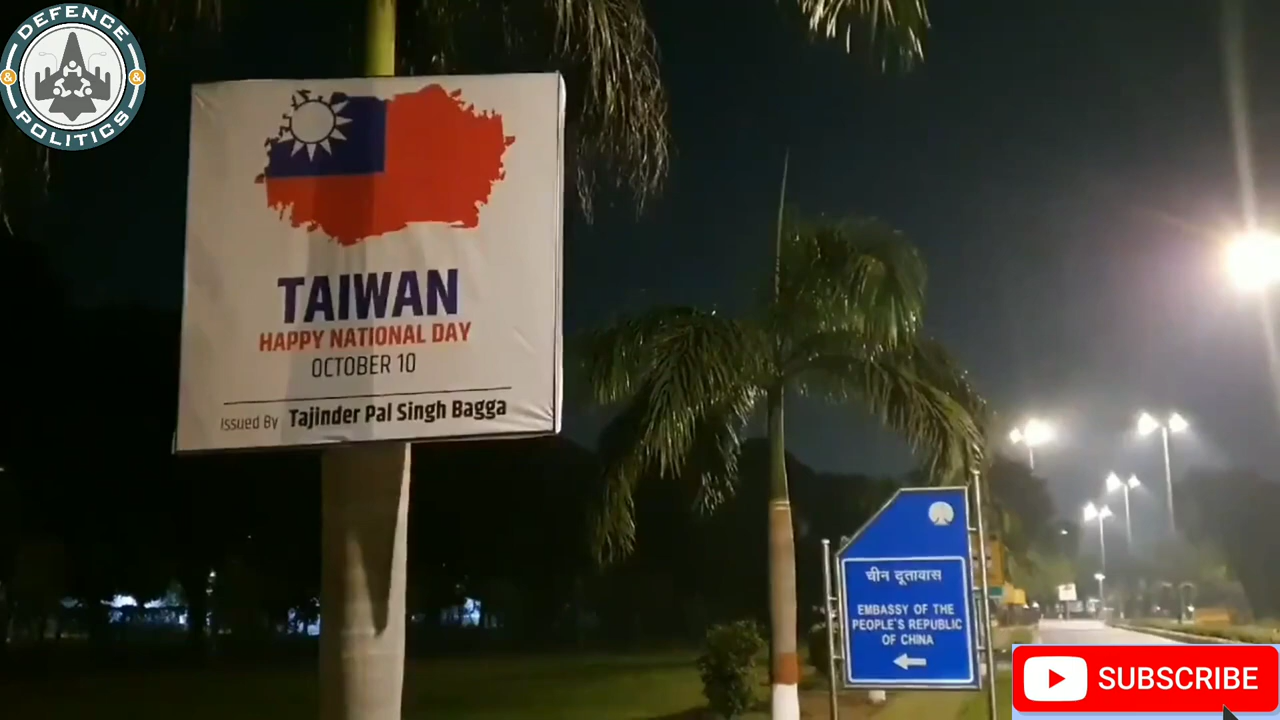 DEFENCE
&
&
POLITICS
TAIWAN
HAPPY NATIONAL DAY
OCTOBER 10
Issued By Tajinder Pal Singh Bagga
चीन दूतावास
EMBASSY OF THE
PEOPLE'S REPUBLIC
OF CHINA
SUBSCRIBE